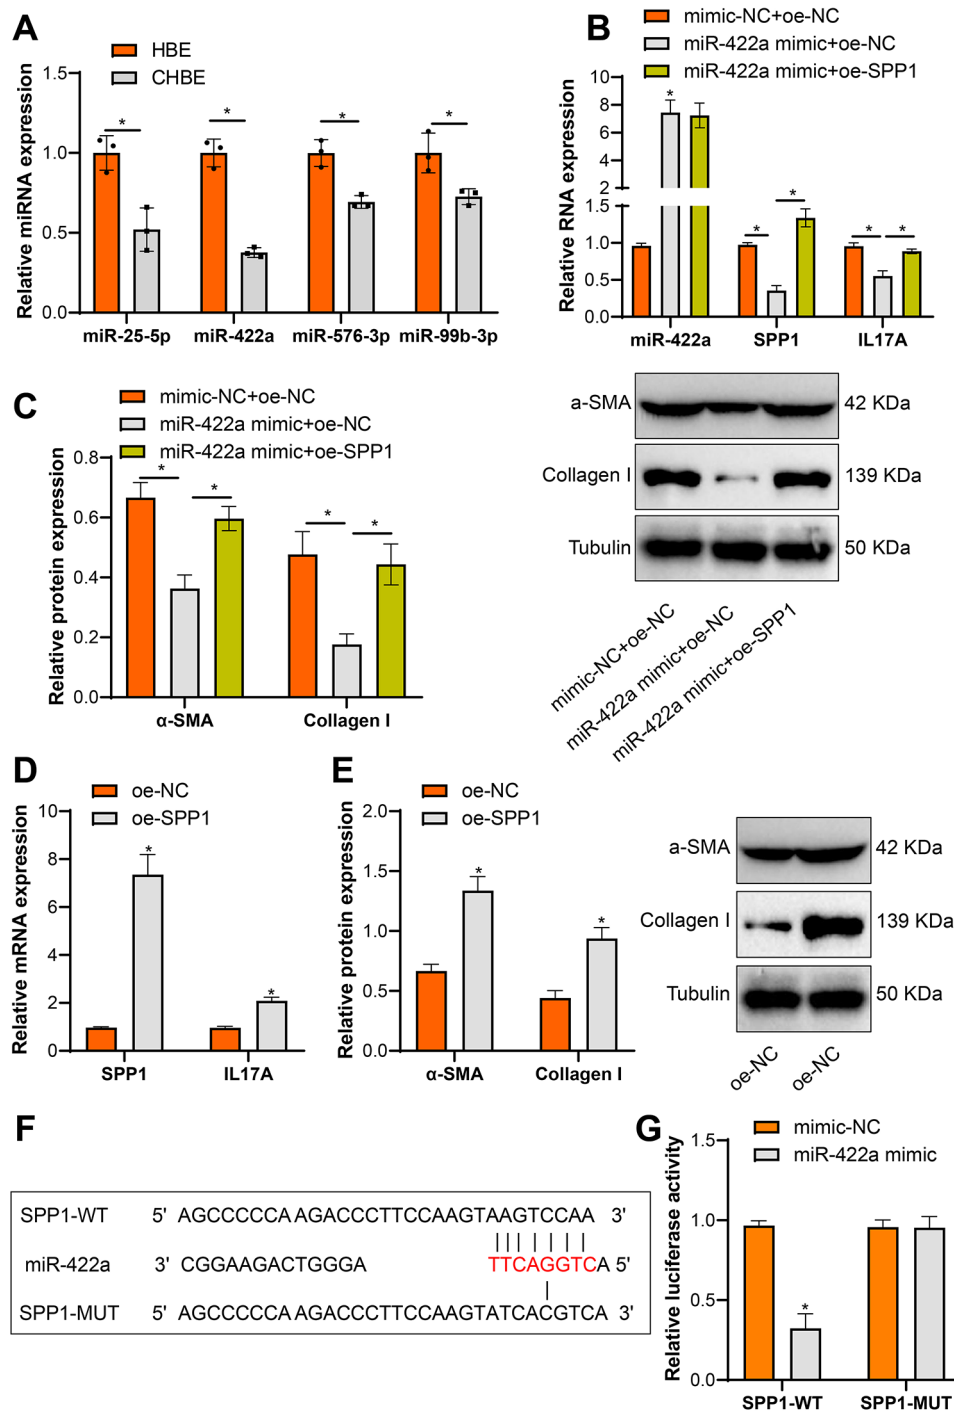 A
HBE
CHBE
Relative miRNA expression
1.5
1.0
0.5
0.0
* * * *
miR-25-5p miR-422a miR-576-3p miR-99b-3p
B
mimic-NC+oe-NC
miR-422a mimic+oe-NC
miR-422a mimic+oe-SPP1
Relative RNA expression
10
8
6
4
2
1.5
1.0
0.5
0.0
* * * * *
miR-422a SPP1 IL17A
C
mimic-NC+oe-NC
miR-422a mimic+oe-NC
miR-422a mimic+oe-SPP1
Relative protein expression
0.8
0.6
0.4
0.2
0.0
* * * *
α-SMA Collagen I
a-SMA 42 KDa
Collagen I 139 KDa
Tubulin 50 KDa
mimic-NC+oe-NC
miR-422a mimic+oe-NC
miR-422a mimic+oe-SPP1
D
oe-NC
oe-SPP1
Relative mRNA expression
10
8
6
4
2
0
* *
SPP1 IL17A
E
oe-NC
oe-SPP1
Relative protein expression
2.0
1.5
1.0
0.5
0.0
* *
α-SMA Collagen I
a-SMA 42 KDa
Collagen I 139 KDa
Tubulin 50 KDa
oe-NC
oe-NC
F
SPP1-WT 5' AGCCCCCAAGACCCTTCCAAGTAAGTCCAA 3'
miR-422a 3' CGGAAGACTGGGA TTCAGGTCA 5'
SPP1-MUT 5' AGCCCCCAAGACCCTTCCAAGTATCACGTCA 3'
G
mimic-NC
miR-422a mimic
Relative luciferase activity
1.5
1.0
0.5
0.0
*
SPP1-WT SPP1-MUT